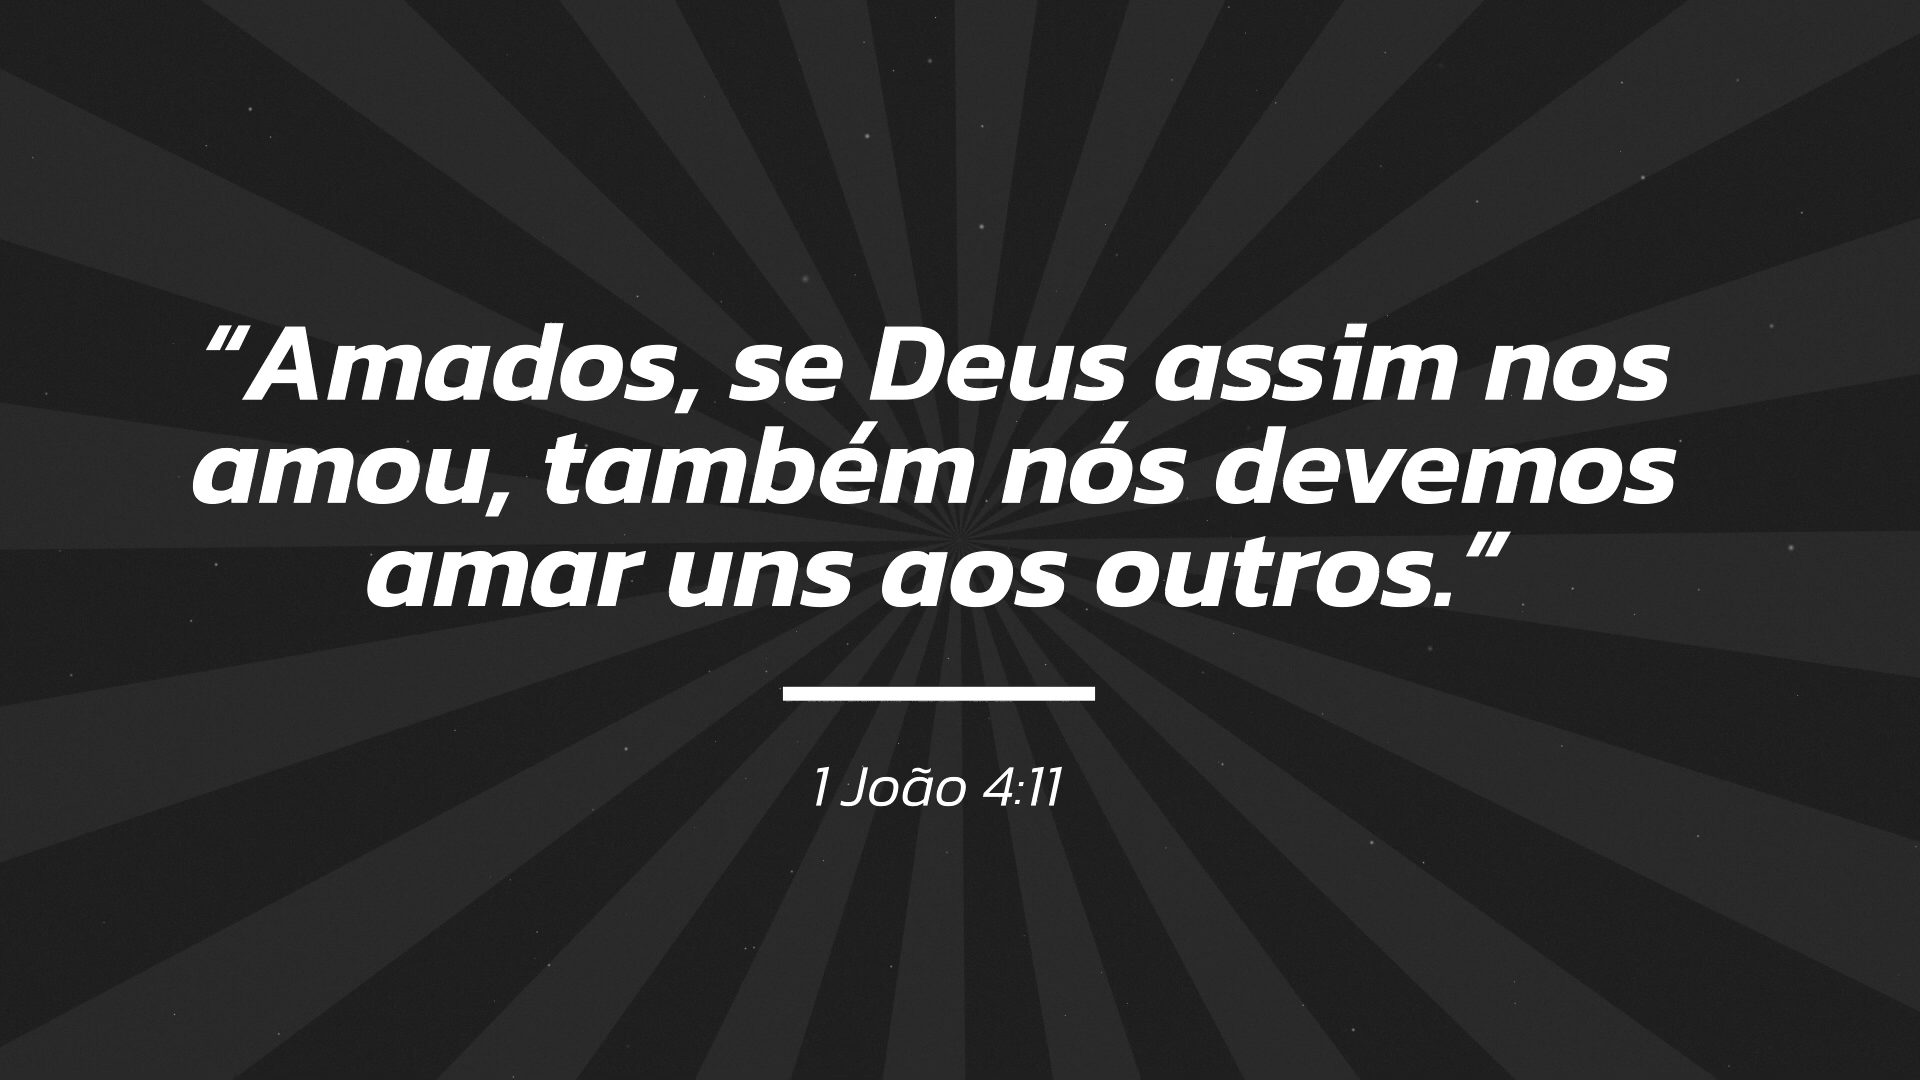 “Amados, se Deus assim nos
amou, também nós devemos
amar uns aos outros.”
1 João 4:11